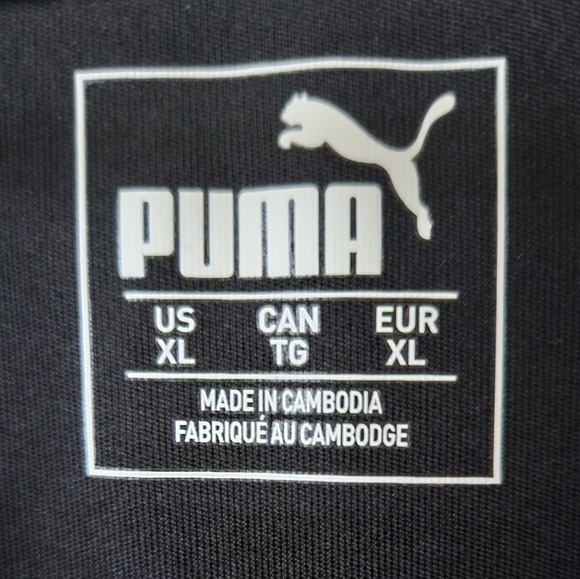 PUMA
US CAN EUR
XL TG XL
MADE IN CAMBODIA
FABRIQUÉ AU CAMBODGE